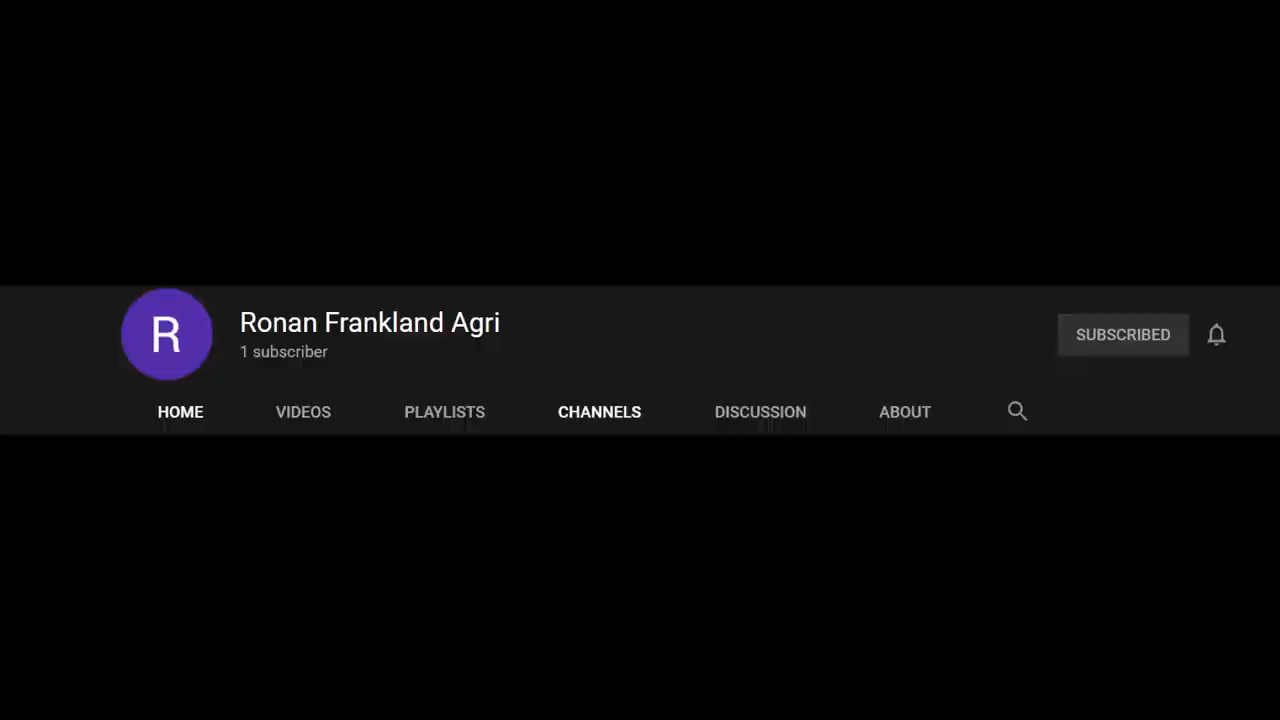 R
Ronan Frankland Agri
1 subscriber
SUBSCRIBED
HOME VIDEOS PLAYLISTS CHANNELS DISCUSSION ABOUT